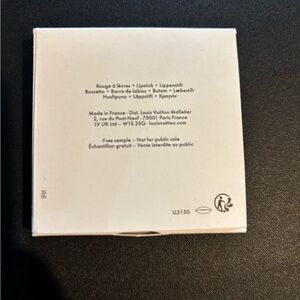 Rouge à lèvres • Lipstick • Lippenstift
Rossetto • Barra de labios • Batom • Læbestift
Huulipuna • Läppstift • Κραγιόν
Made in France • Dist. Louis Vuitton Malletier
2, rue du Pont-Neuf - 75001 Paris France
LV UK Ltd – W1S 2SQ • louisvuitton.com
Free sample – Not for public sale
Échantillon gratuit – Vente interdite au public
LLS150